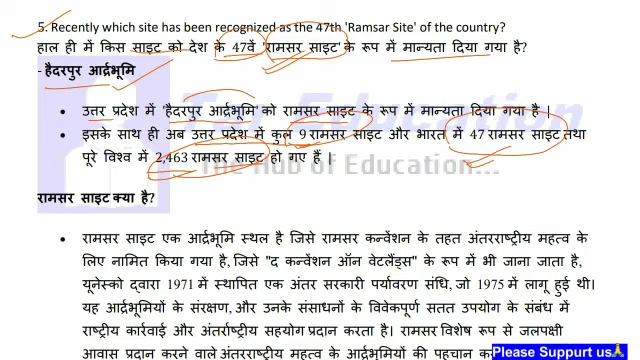 5. Recently which site has been recognized as the 47th 'Ramsar Site' of the country?
हाल ही में किस साइट को देश के 47वें 'रामसर साइट' के रूप में मान्यता दिया गया है?
- हैदरपुर आर्द्रभूमि
• उत्तर प्रदेश में 'हैदरपुर आर्द्रभूमि' को रामसर साइट के रूप में मान्यता दिया गया है |
• इसके साथ ही अब उत्तर प्रदेश में कुल 9 रामसर साइट और भारत में 47 रामसर साइट तथा
पूरे विश्व में 2,463 रामसर साइट हो गए हैं |
The Hub of Education...
रामसर साइट क्या है?
• रामसर साइट एक आर्द्रभूमि स्थल है जिसे रामसर कन्वेंशन के तहत अंतरराष्ट्रीय महत्व के
लिए नामित किया गया है, जिसे "द कन्वेंशन ऑन वेटलैंड्स" के रूप में भी जाना जाता है,
यूनेस्को द्वारा 1971 में स्थापित एक अंतर सरकारी पर्यावरण संधि, जो 1975 में लागू हुई थी।
यह आर्द्रभूमियों के संरक्षण, और उनके संसाधनों के विवेकपूर्ण सतत उपयोग के संबंध में
राष्ट्रीय कार्रवाई और अंतर्राष्ट्रीय सहयोग प्रदान करता है। रामसर विशेष रूप से जलपक्षी
आवास प्रदान करने वाले अंतरराष्ट्रीय महत्व के आर्द्रभूमियों की पहचान क
Please Suppurt us